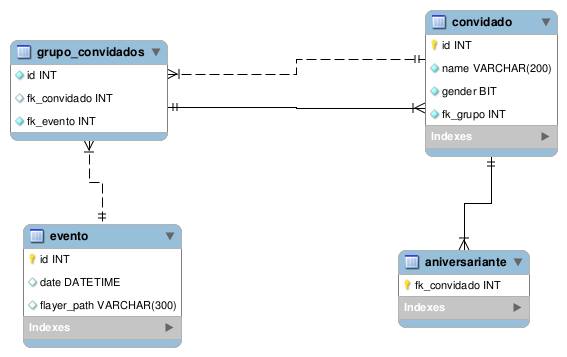 grupo_convidados
id INT
fk_convidado INT
fk_evento INT
convidado
id INT
name VARCHAR(200)
gender BIT
fk_grupo INT
Indexes
evento
id INT
date DATETIME
flayer_path VARCHAR(300)
Indexes
aniversariante
fk_convidado INT
Indexes